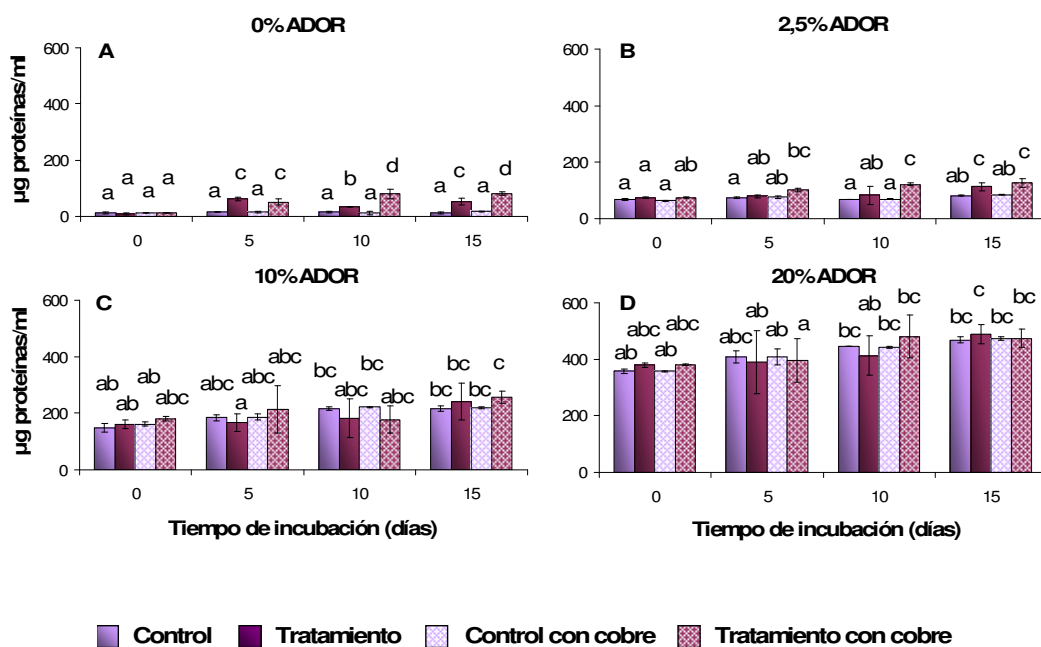 0% ADOR
2,5% ADOR
µg proteínas/ml
600
400
200
0
A
a a a a
a c a c
a b a d
a c a d
0 5 10 15
600
400
200
0
B
a a a ab
a ab ab bc
a ab a c
ab c ab c
0 5 10 15
10% ADOR
20% ADOR
µg proteínas/ml
600
400
200
0
C
ab ab ab abc
abc a abc abc
bc abc bc abc
bc bc bc c
0 5 10 15
Tiempo de incubación (días)
600
400
200
0
D
ab abc ab abc
abc ab ab a
bc ab bc bc
bc c bc bc
0 5 10 15
Tiempo de incubación (días)
Control Tratamiento Control con cobre Tratamiento con cobre